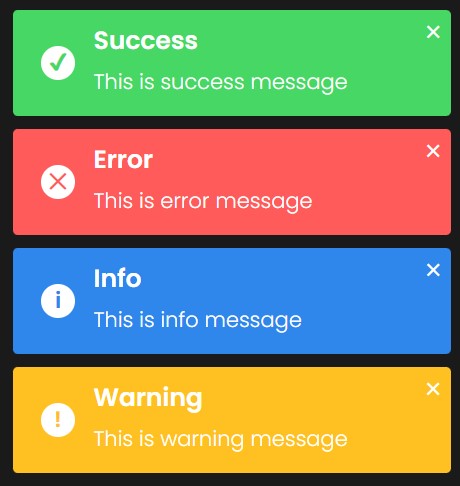 Success
This is success message
Error
This is error message
Info
This is info message
Warning
This is warning message